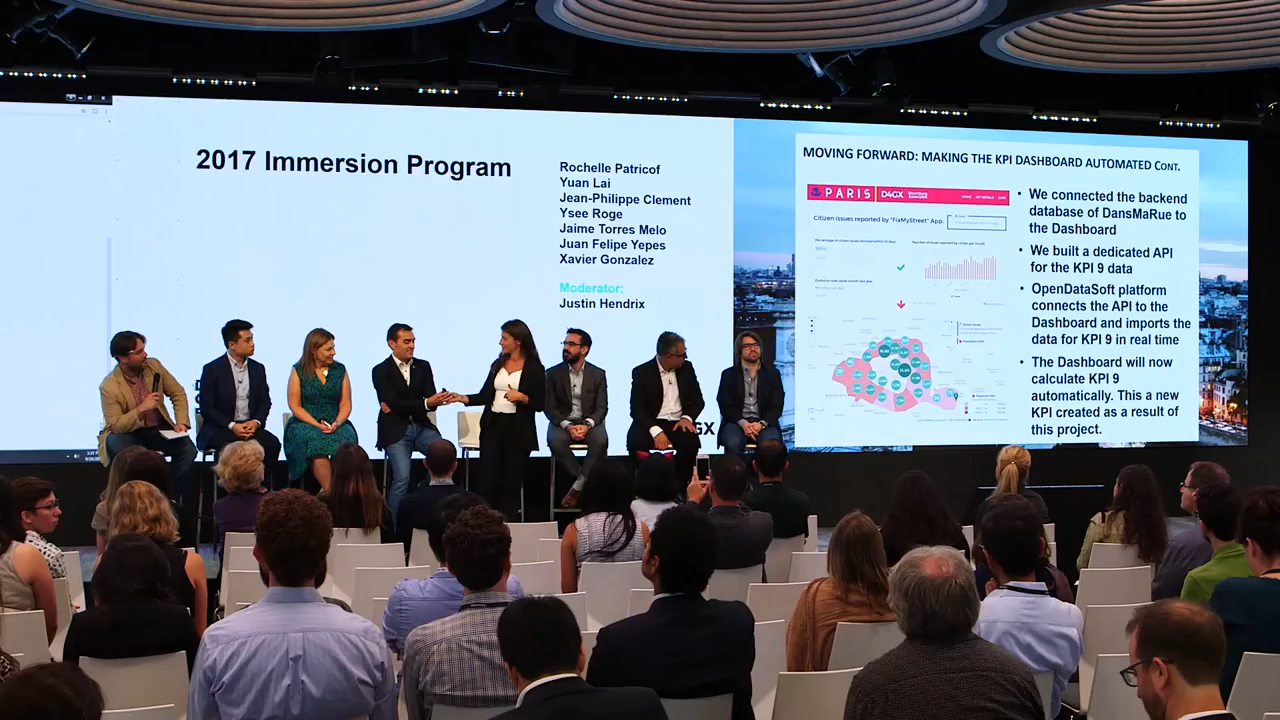 2017 Immersion Program
Rochelle Patricof
Yuan Lai
Jean-Philippe Clement
Ysee Roge
Jaime Torres Melo
Juan Felipe Yepes
Xavier Gonzalez
Moderator:
Justin Hendrix
GX
MOVING FORWARD: MAKING THE KPI DASHBOARD AUTOMATED CONT.
PARIS D4GX
Citizen issues reported by "FixMyStreet" App.
• We connected the backend
database of DansMaRue to
the Dashboard
• We built a dedicated API
for the KPI 9 data
• OpenDataSoft platform
connects the API to the
Dashboard and imports the
data for KPI 9 in real time
• The Dashboard will now
calculate KPI 9
automatically. This a new
KPI created as a result of
this project.